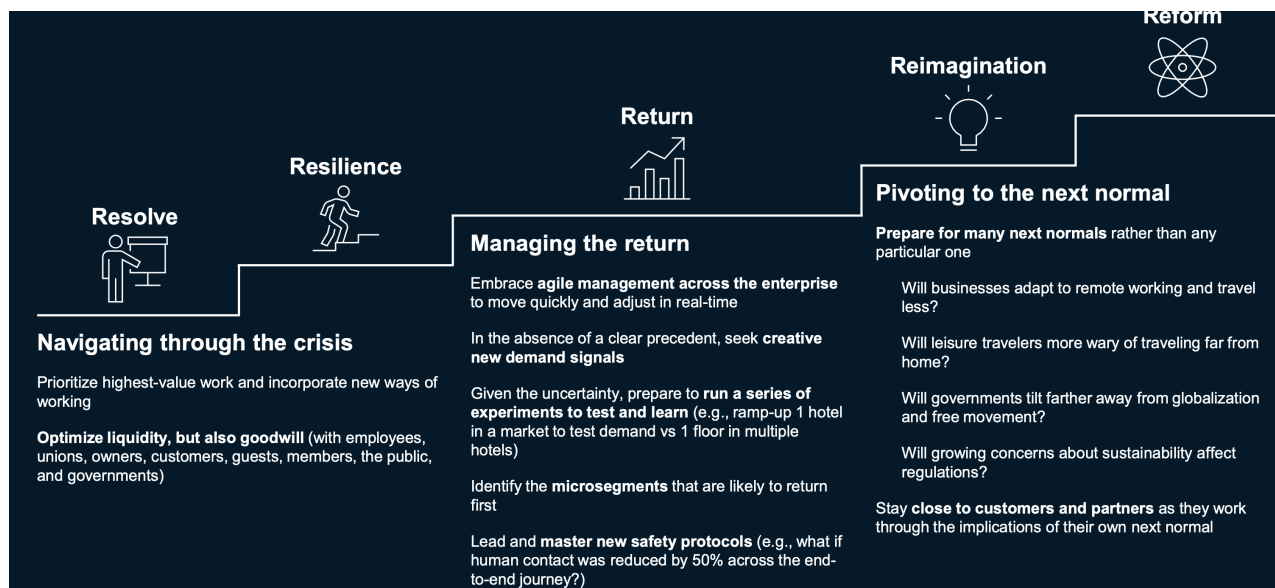 Resolve
Resilience
Return
Reimagination
Reform
Navigating through the crisis
Prioritize highest-value work and incorporate new ways of
working
Optimize liquidity, but also goodwill (with employees,
unions, owners, customers, guests, members, the public,
and governments)
Managing the return
Embrace agile management across the enterprise
to move quickly and adjust in real-time
In the absence of a clear precedent, seek creative
new demand signals
Given the uncertainty, prepare to run a series of
experiments to test and learn (e.g., ramp-up 1 hotel
in a market to test demand vs 1 floor in multiple
hotels)
Identify the microsegments that are likely to return
first
Lead and master new safety protocols (e.g., what if
human contact was reduced by 50% across the end-
to-end journey?)
Pivoting to the next normal
Prepare for many next normals rather than any
particular one
Will businesses adapt to remote working and travel
less?
Will leisure travelers more wary of traveling far from
home?
Will governments tilt farther away from globalization
and free movement?
Will growing concerns about sustainability affect
regulations?
Stay close to customers and partners as they work
through the implications of their own next normal